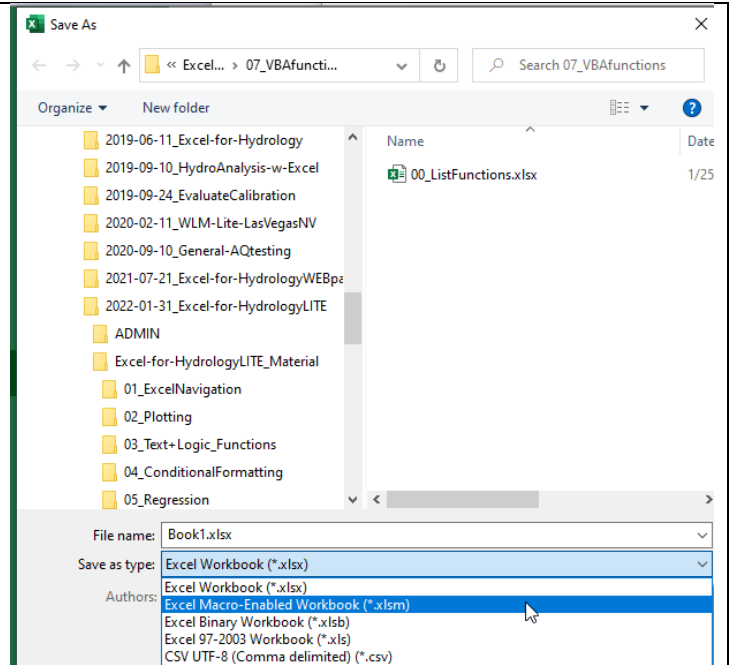 Save As
« Excel... › 07_VBAfuncti...
Search 07_VBAfunctions
Organize
New folder
2019-06-11_Excel-for-Hydrology
2019-09-10_HydroAnalysis-w-Excel
2019-09-24_EvaluateCalibration
2020-02-11_WLM-Lite-LasVegasNV
2020-09-10_General-AQtesting
2021-07-21_Excel-for-HydrologyWEBpa
2022-01-31_Excel-for-HydrologyLITE
ADMIN
Excel-for-HydrologyLITE_Material
01_ExcelNavigation
02_Plotting
03_Text+Logic_Functions
04_ConditionalFormatting
05_Regression
Name
Date
00_ListFunctions.xlsx
1/25
File name: Book1.xlsx
Save as type: Excel Workbook (*.xlsx)
Authors:
Excel Workbook (*.xlsx)
Excel Macro-Enabled Workbook (*.xlsm)
Excel Binary Workbook (*.xlsb)
Excel 97-2003 Workbook (*.xls)
CSV UTF-8 (Comma delimited) (*.csv)